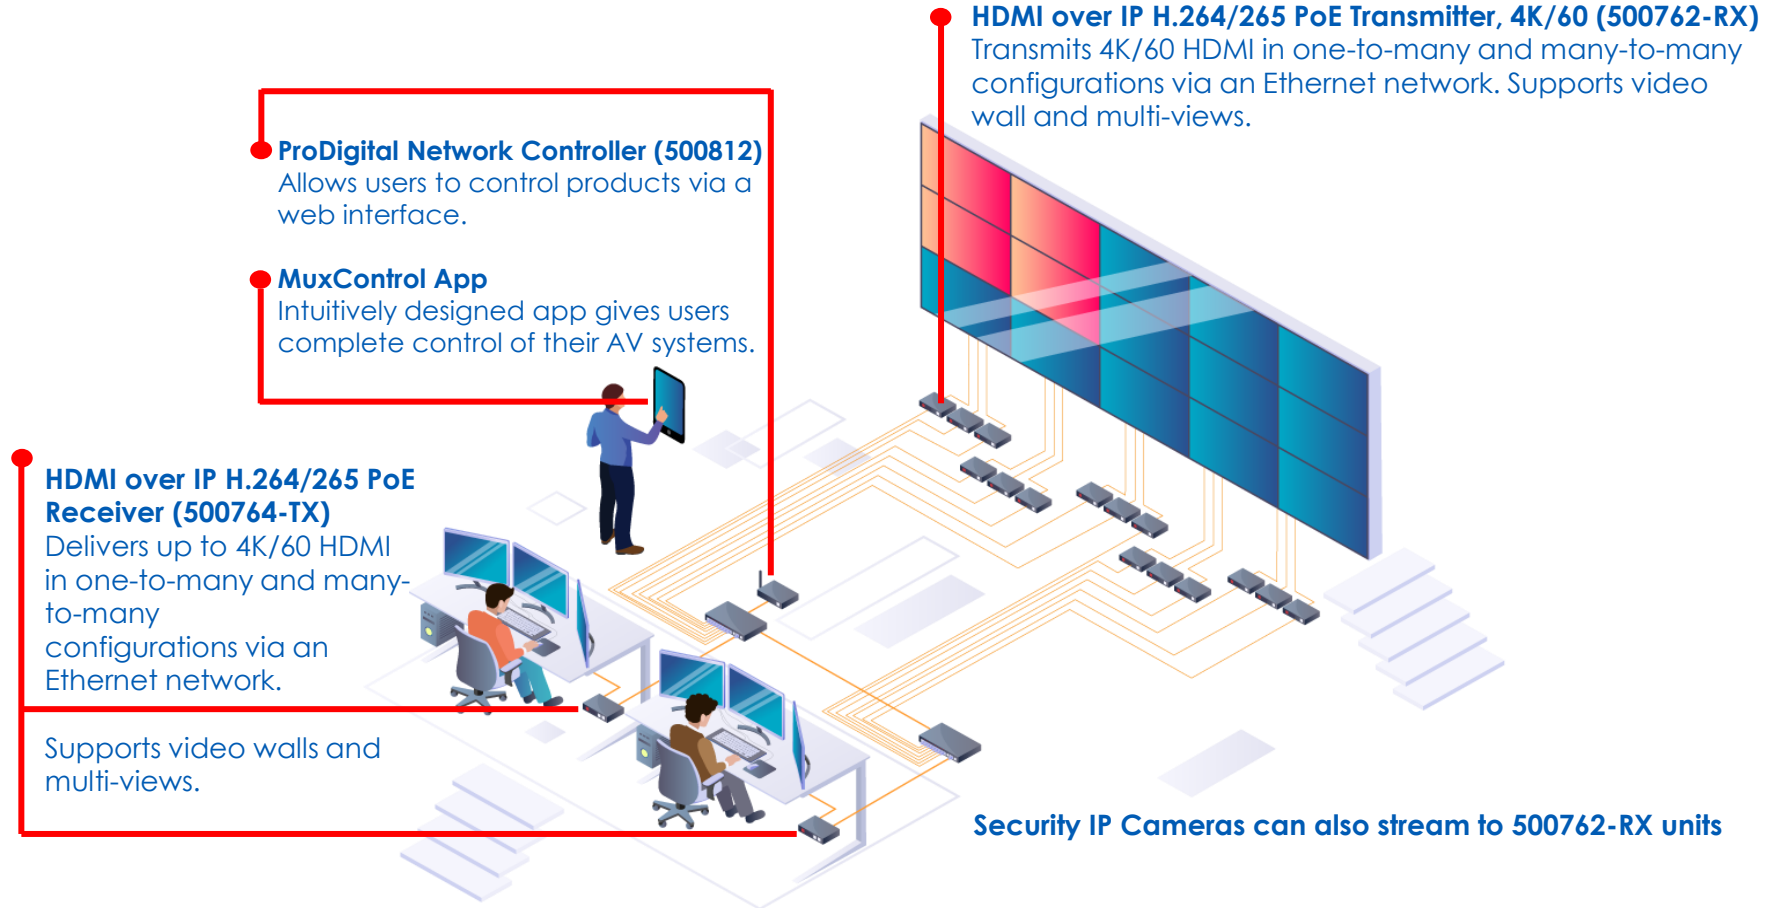 HDMI over IP H.264/265 PoE Transmitter, 4K/60 (500762-RX)
Transmits 4K/60 HDMI in one-to-many and many-to-many
configurations via an Ethernet network. Supports video
wall and multi-views.
ProDigital Network Controller (500812)
Allows users to control products via a
web interface.
MuxControl App
Intuitively designed app gives users
complete control of their AV systems.
HDMI over IP H.264/265 PoE
Receiver (500764-TX)
Delivers up to 4K/60 HDMI
in one-to-many and many-
to-many
configurations via an
Ethernet network.
Supports video walls and
multi-views.
Security IP Cameras can also stream to 500762-RX units